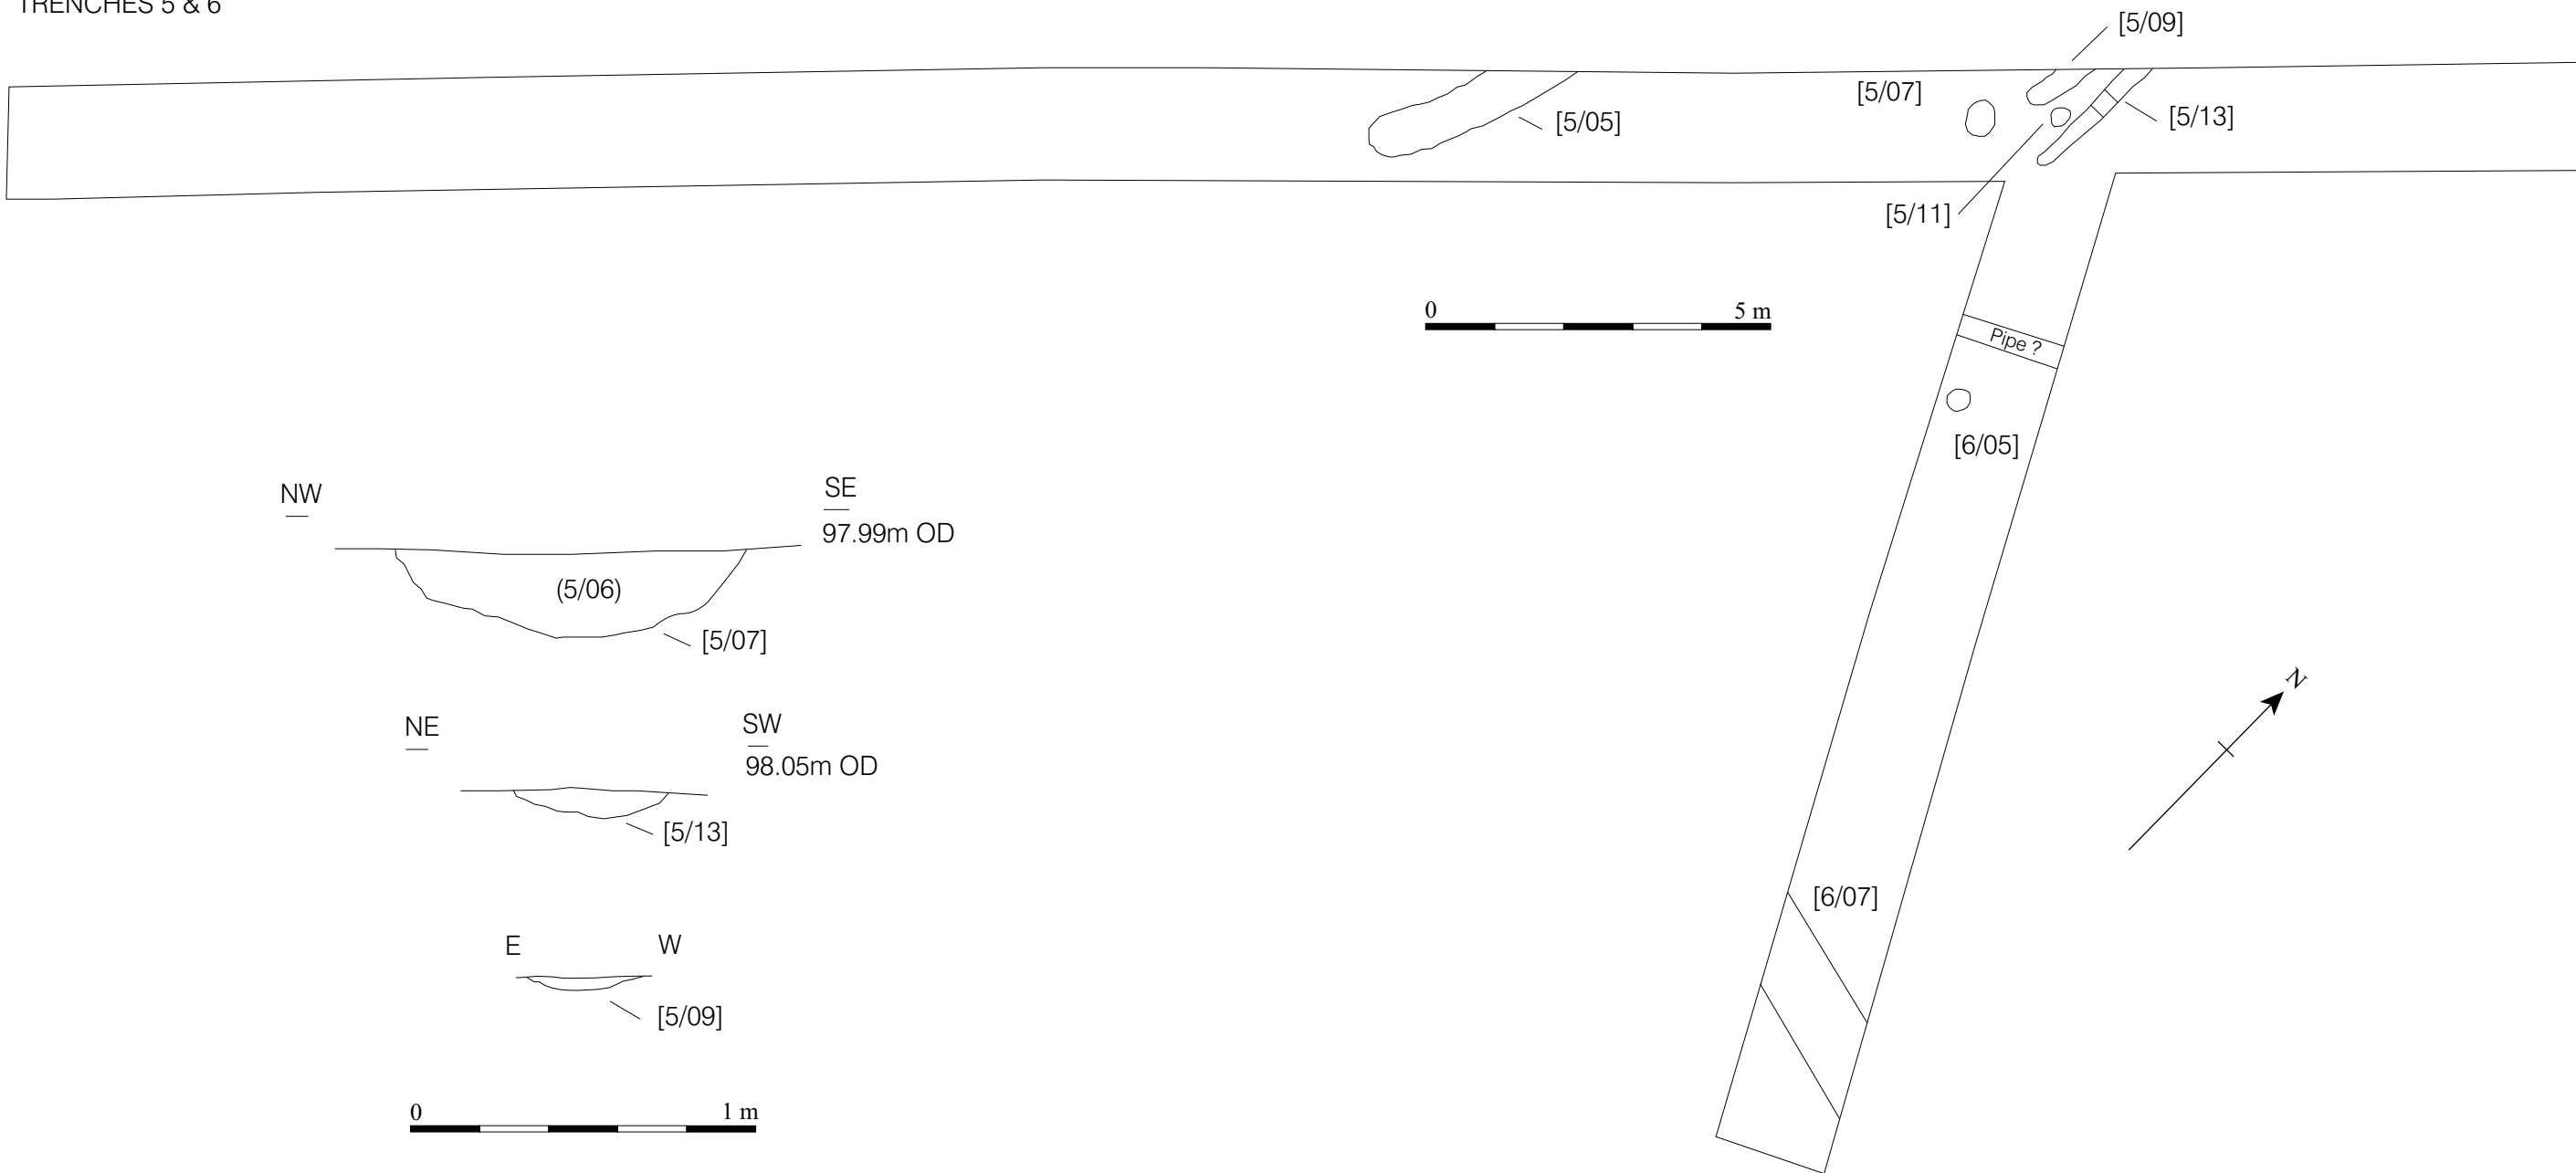 TRENCHES 5 & 6
[5/09]
[5/07]
[5/05]
[5/13]
[5/11]
0 5 m
Pipe ?
[6/05]
NW SE
97.99m OD
(5/06)
[5/07]
N
NE SW
98.05m OD
[5/13]
[6/07]
E W
[5/09]
0 1 m